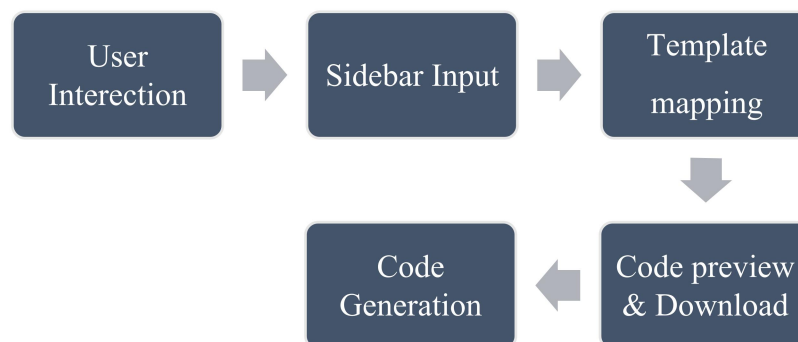 User
Interection
Sidebar Input
Template
mapping
Code preview
& Download
Code
Generation